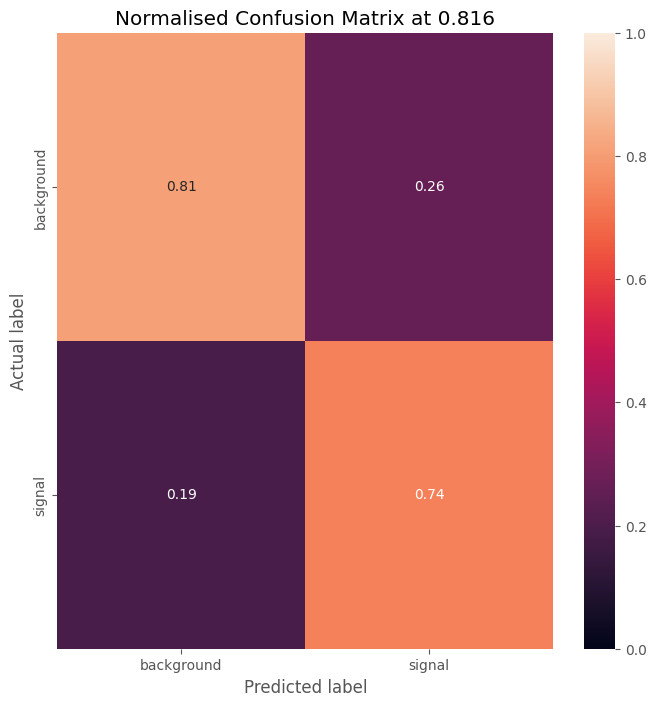 Normalised Confusion Matrix at 0.816
Actual label
background
signal
0.81
0.26
0.19
0.74
background
signal
Predicted label
1.0
0.8
0.6
0.4
0.2
0.0